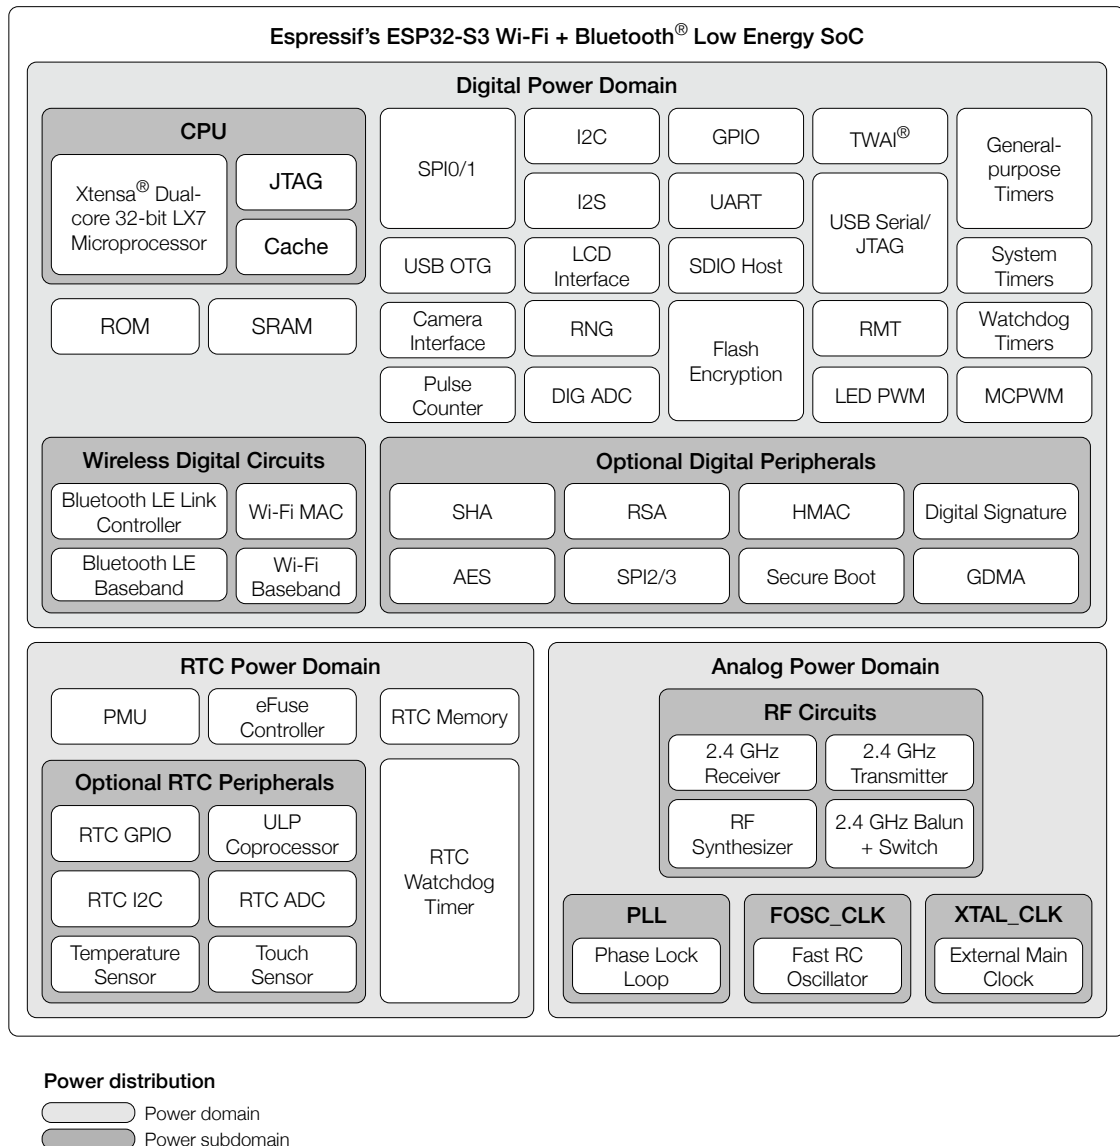 Espressif's ESP32-S3 Wi-Fi + Bluetooth® Low Energy SoC
Digital Power Domain
CPU
Xtensa® Dual-
core 32-bit LX7
Microprocessor
JTAG
Cache
ROM
SRAM
SPI0/1
I2C
GPIO
TWAI®
General-
purpose
Timers
I2S
UART
USB Serial/
JTAG
USB OTG
LCD
Interface
SDIO Host
System
Timers
Camera
Interface
RNG
Flash
Encryption
RMT
Watchdog
Timers
Pulse
Counter
DIG ADC
LED PWM
MCPWM
Wireless Digital Circuits
Bluetooth LE Link
Controller
Wi-Fi MAC
Bluetooth LE
Baseband
Wi-Fi
Baseband
Optional Digital Peripherals
SHA
RSA
HMAC
Digital Signature
AES
SPI2/3
Secure Boot
GDMA
RTC Power Domain
PMU
eFuse
Controller
RTC Memory
Optional RTC Peripherals
RTC GPIO
ULP
Coprocessor
RTC I2C
RTC ADC
Temperature
Sensor
Touch
Sensor
RTC
Watchdog
Timer
Analog Power Domain
RF Circuits
2.4 GHz
Receiver
2.4 GHz
Transmitter
RF
Synthesizer
2.4 GHz Balun
+ Switch
PLL
Phase Lock
Loop
FOSC_CLK
Fast RC
Oscillator
XTAL_CLK
External Main
Clock
Power distribution
Power domain
Power subdomain